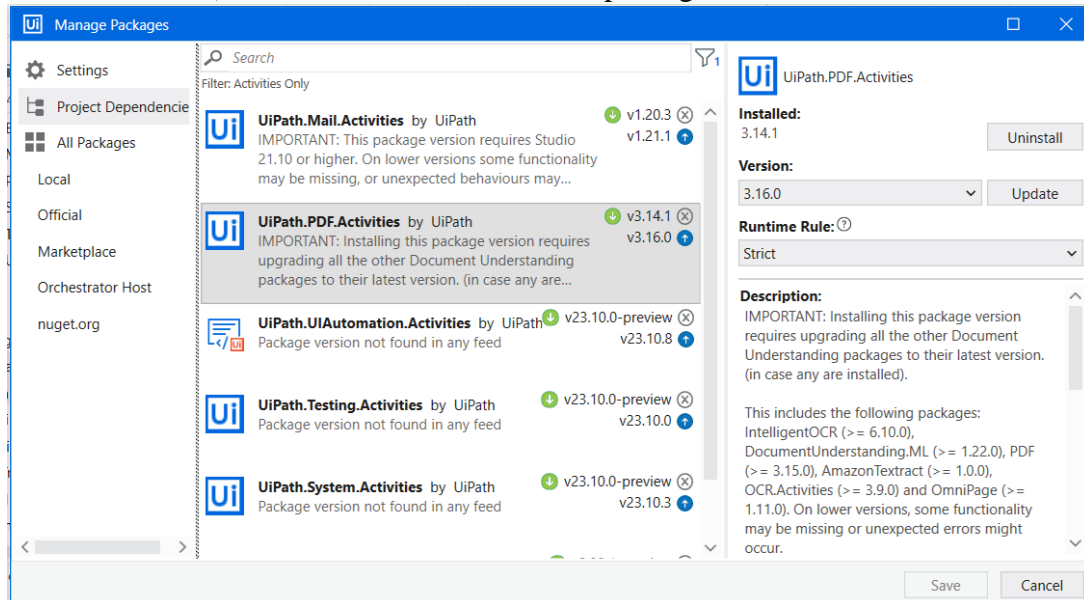 Manage Packages
Settings
Project Dependencie
All Packages
Local
Official
Marketplace
Orchestrator Host
nuget.org
Search
1
Filter: Activities Only
UiPath.Mail.Activities by UiPath
v1.20.3
IMPORTANT: This package version requires Studio
v1.21.1
21.10 or higher. On lower versions some functionality
may be missing, or unexpected behaviours may...
UiPath.PDF.Activities by UiPath
v3.14.1
IMPORTANT: Installing this package version requires
v3.16.0
upgrading all the other Document Understanding
packages to their latest version. (in case any are...
UiPath.UIAutomation.Activities by UiPath
v23.10.0-preview
Package version not found in any feed
v23.10.8
UiPath.Testing.Activities by UiPath
v23.10.0-preview
Package version not found in any feed
v23.10.0
UiPath.System.Activities by UiPath
v23.10.0-preview
Package version not found in any feed
v23.10.3
Ui UiPath.PDF.Activities
Installed:
3.14.1
Uninstall
Version:
3.16.0
Update
Runtime Rule:
Strict
Description:
IMPORTANT: Installing this package version
requires upgrading all the other Document
Understanding packages to their latest version.
(in case any are installed).
This includes the following packages:
IntelligentOCR (>= 6.10.0),
DocumentUnderstanding.ML (>= 1.22.0), PDF
(>= 3.15.0), AmazonTextract (>= 1.0.0),
OCR.Activities (>= 3.9.0) and OmniPage (>=
1.11.0). On lower versions, some functionality
may be missing or unexpected errors might
occur.
Save
Cancel